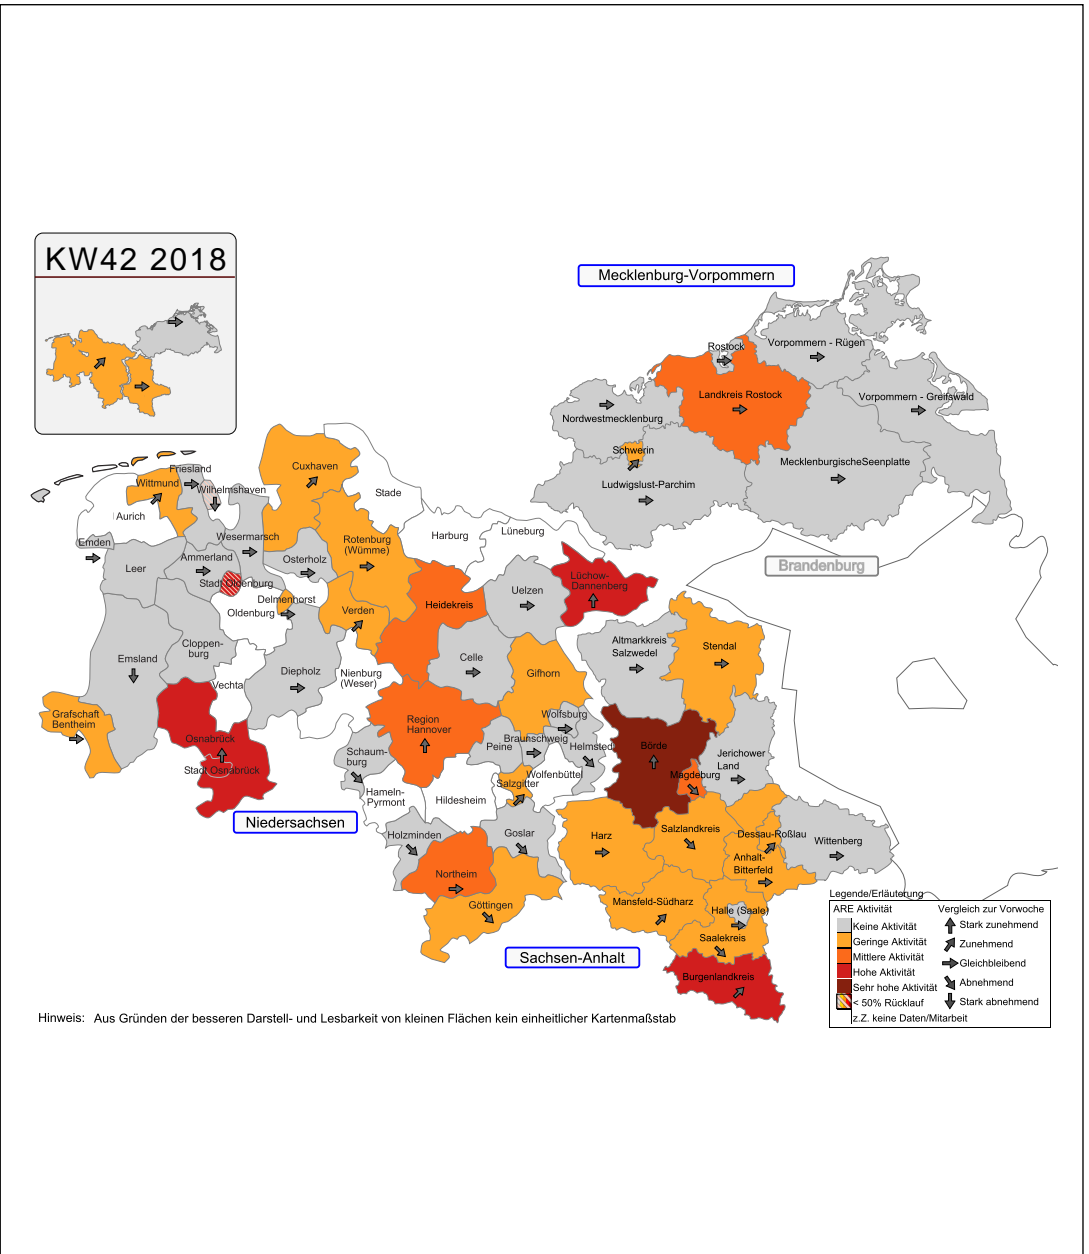 KW42 2018
Mecklenburg-Vorpommern
Rostock
Vorpommern - Rügen
Landkreis Rostock
Vorpommern - Greifswald
Nordwestmecklenburg
Schwerin
MecklenburgischeSeenplatte
Ludwigslust-Parchim
Brandenburg
Cuxhaven
Friesland
Wittmund
Wilhelmshaven
Stade
Aurich
Emden
Wesermarsch
Harburg
Lüneburg
Rotenburg
(Wümme)
Leer
Ammerland
Osterholz
Stadt Oldenburg
Delmenhorst
Oldenburg
Verden
Heidekreis
Uelzen
Lüchow-
Dannenberg
Cloppen-
burg
Emsland
Vechta
Diepholz
Nienburg
(Weser)
Celle
Gifhorn
Altmarkkreis
Salzwedel
Stendal
Grafschaft
Bentheim
Osnabrück
Stadt Osnabrück
Region
Hannover
Schaum-
burg
Peine
Wolfsburg
Braunschweig
Helmsted
Wolfenbüttel
Salzgitter
Börde
Jerichower
Land
Magdeburg
Hameln-
Pyrmont
Hildesheim
Niedersachsen
Holzminden
Goslar
Northeim
Göttingen
Harz
Salzlandkreis
Dessau-Roßlau
Wittenberg
Anhalt-
Bitterfeld
Mansfeld-Südharz
Halle (Saale)
Saalekreis
Burgenlandkreis
Sachsen-Anhalt
Legende/Erläuterung
ARE Aktivität
Keine Aktivität
Geringe Aktivität
Mittlere Aktivität
Hohe Aktivität
Sehr hohe Aktivität
< 50% Rücklauf
z.Z. keine Daten/Mitarbeit
Vergleich zur Vorwoche
Stark zunehmend
Zunehmend
Gleichbleibend
Abnehmend
Stark abnehmend
Hinweis: Aus Gründen der besseren Darstell- und Lesbarkeit von kleinen Flächen kein einheitlicher Kartenmaßstab